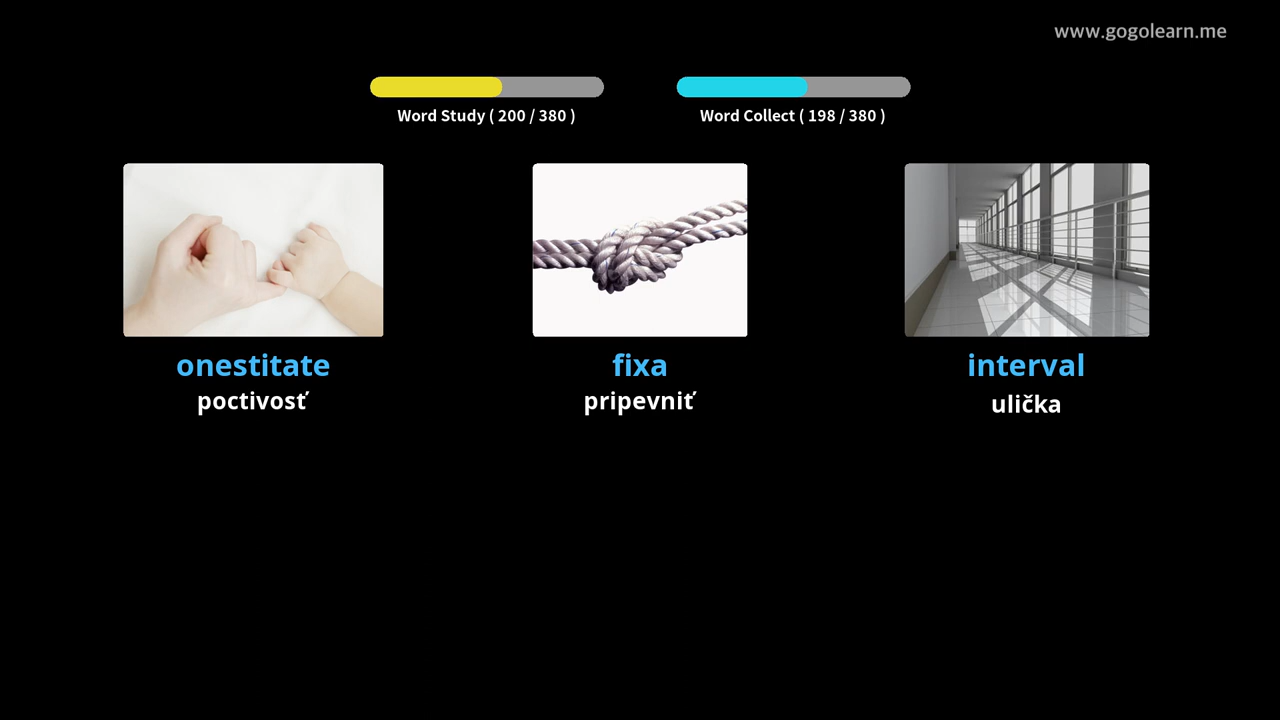 www.gogolearn.me
Word Study ( 200 / 380 )
Word Collect ( 198 / 380 )
onestitate
poctivosť
fixa
pripevniť
interval
ulička